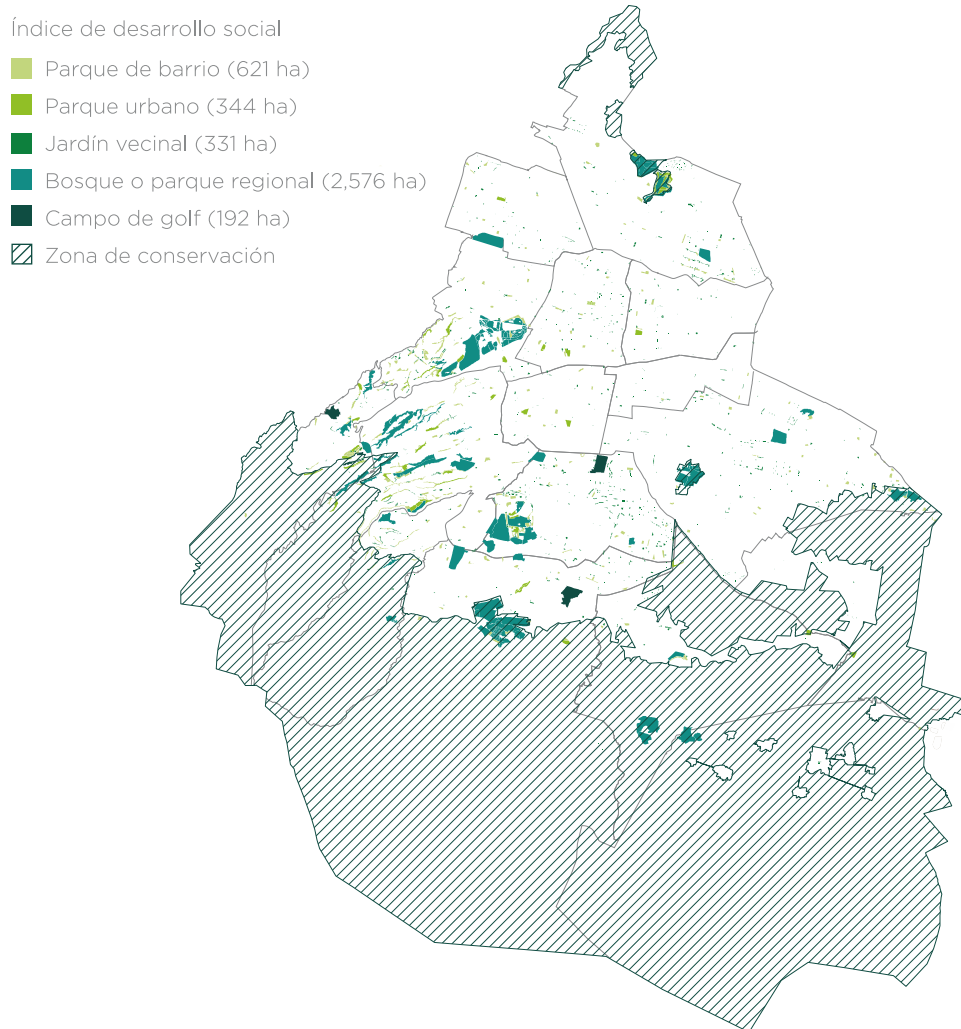 Índice de desarrollo social
Parque de barrio (621 ha)
Parque urbano (344 ha)
Jardín vecinal (331 ha)
Bosque o parque regional (2,576 ha)
Campo de golf (192 ha)
Zona de conservación